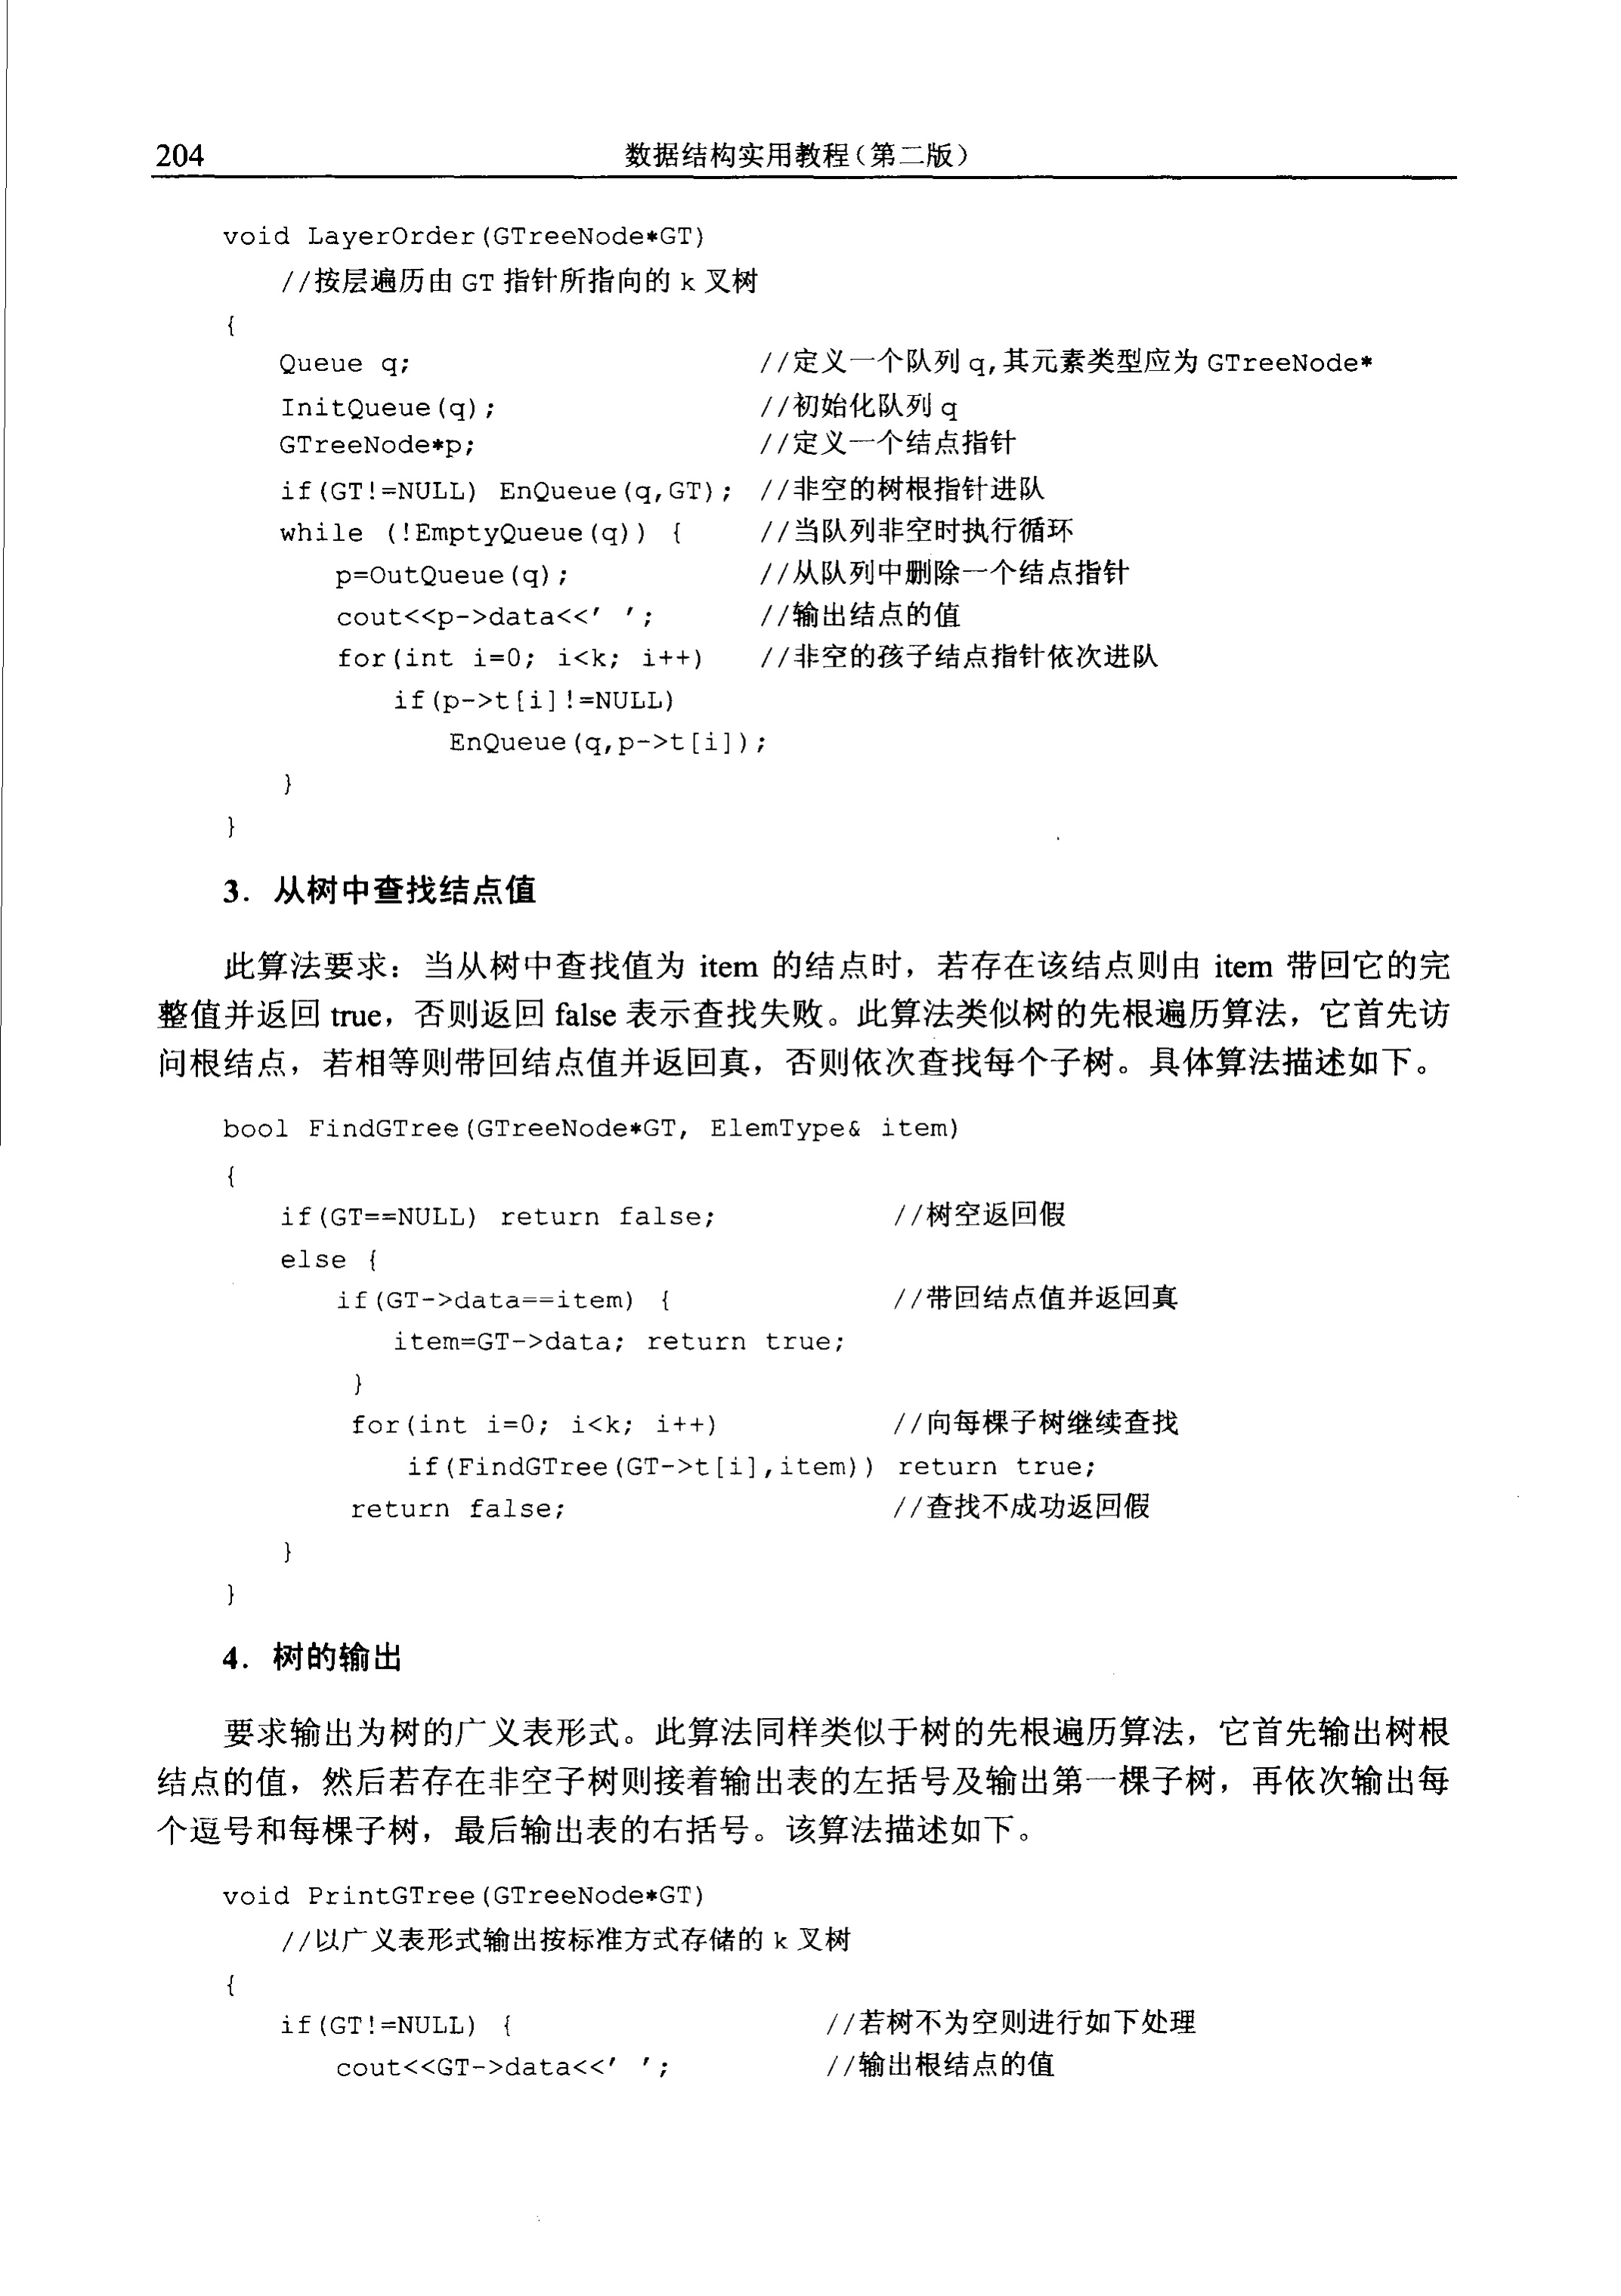 204
数据结构实用教程(第二版)
void LayerOrder(GTreeNode*GT)
//按层遍历由 GT 指针所指向的 k 叉树
{
Queue q; //定义一个队列 q,其元素类型应为 GTreeNode*
InitQueue(q); //初始化队列 q
GTreeNode*p; //定义一个结点指针
if(GT!=NULL) EnQueue(q,GT); //非空的树根指针进队
while (!EmptyQueue(q)) { //当队列非空时执行循环
p=OutQueue(q); //从队列中删除一个结点指针
cout<<p->data<<' '; //输出结点的值
for(int i=0; i<k; i++) //非空的孩子结点指针依次进队
if(p->t[i]!=NULL)
EnQueue(q,p->t[i]);
}
}
3. 从树中查找结点值
此算法要求：当从树中查找值为 item 的结点时，若存在该结点则由 item 带回它的完
整值并返回 true，否则返回 false 表示查找失败。此算法类似树的先根遍历算法，它首先访
问根结点，若相等则带回结点值并返回真，否则依次查找每个子树。具体算法描述如下。
bool FindGTree(GTreeNode*GT, ElemType& item)
{
if(GT==NULL) return false; //树空返回假
else {
if(GT->data==item) { //带回结点值并返回真
item=GT->data; return true;
}
for(int i=0; i<k; i++) //向每棵子树继续查找
if(FindGTree(GT->t[i],item)) return true;
return false; //查找不成功返回假
}
}
4. 树的输出
要求输出为树的广义表形式。此算法同样类似于树的先根遍历算法，它首先输出树根
结点的值，然后若存在非空子树则接着输出表的左括号及输出第一棵子树，再依次输出每
个逗号和每棵子树，最后输出表的右括号。该算法描述如下。
void PrintGTree(GTreeNode*GT)
//以广义表形式输出按标准方式存储的 k 叉树
{
if(GT!=NULL) { //若树不为空则进行如下处理
cout<<GT->data<<' '; //输出根结点的值